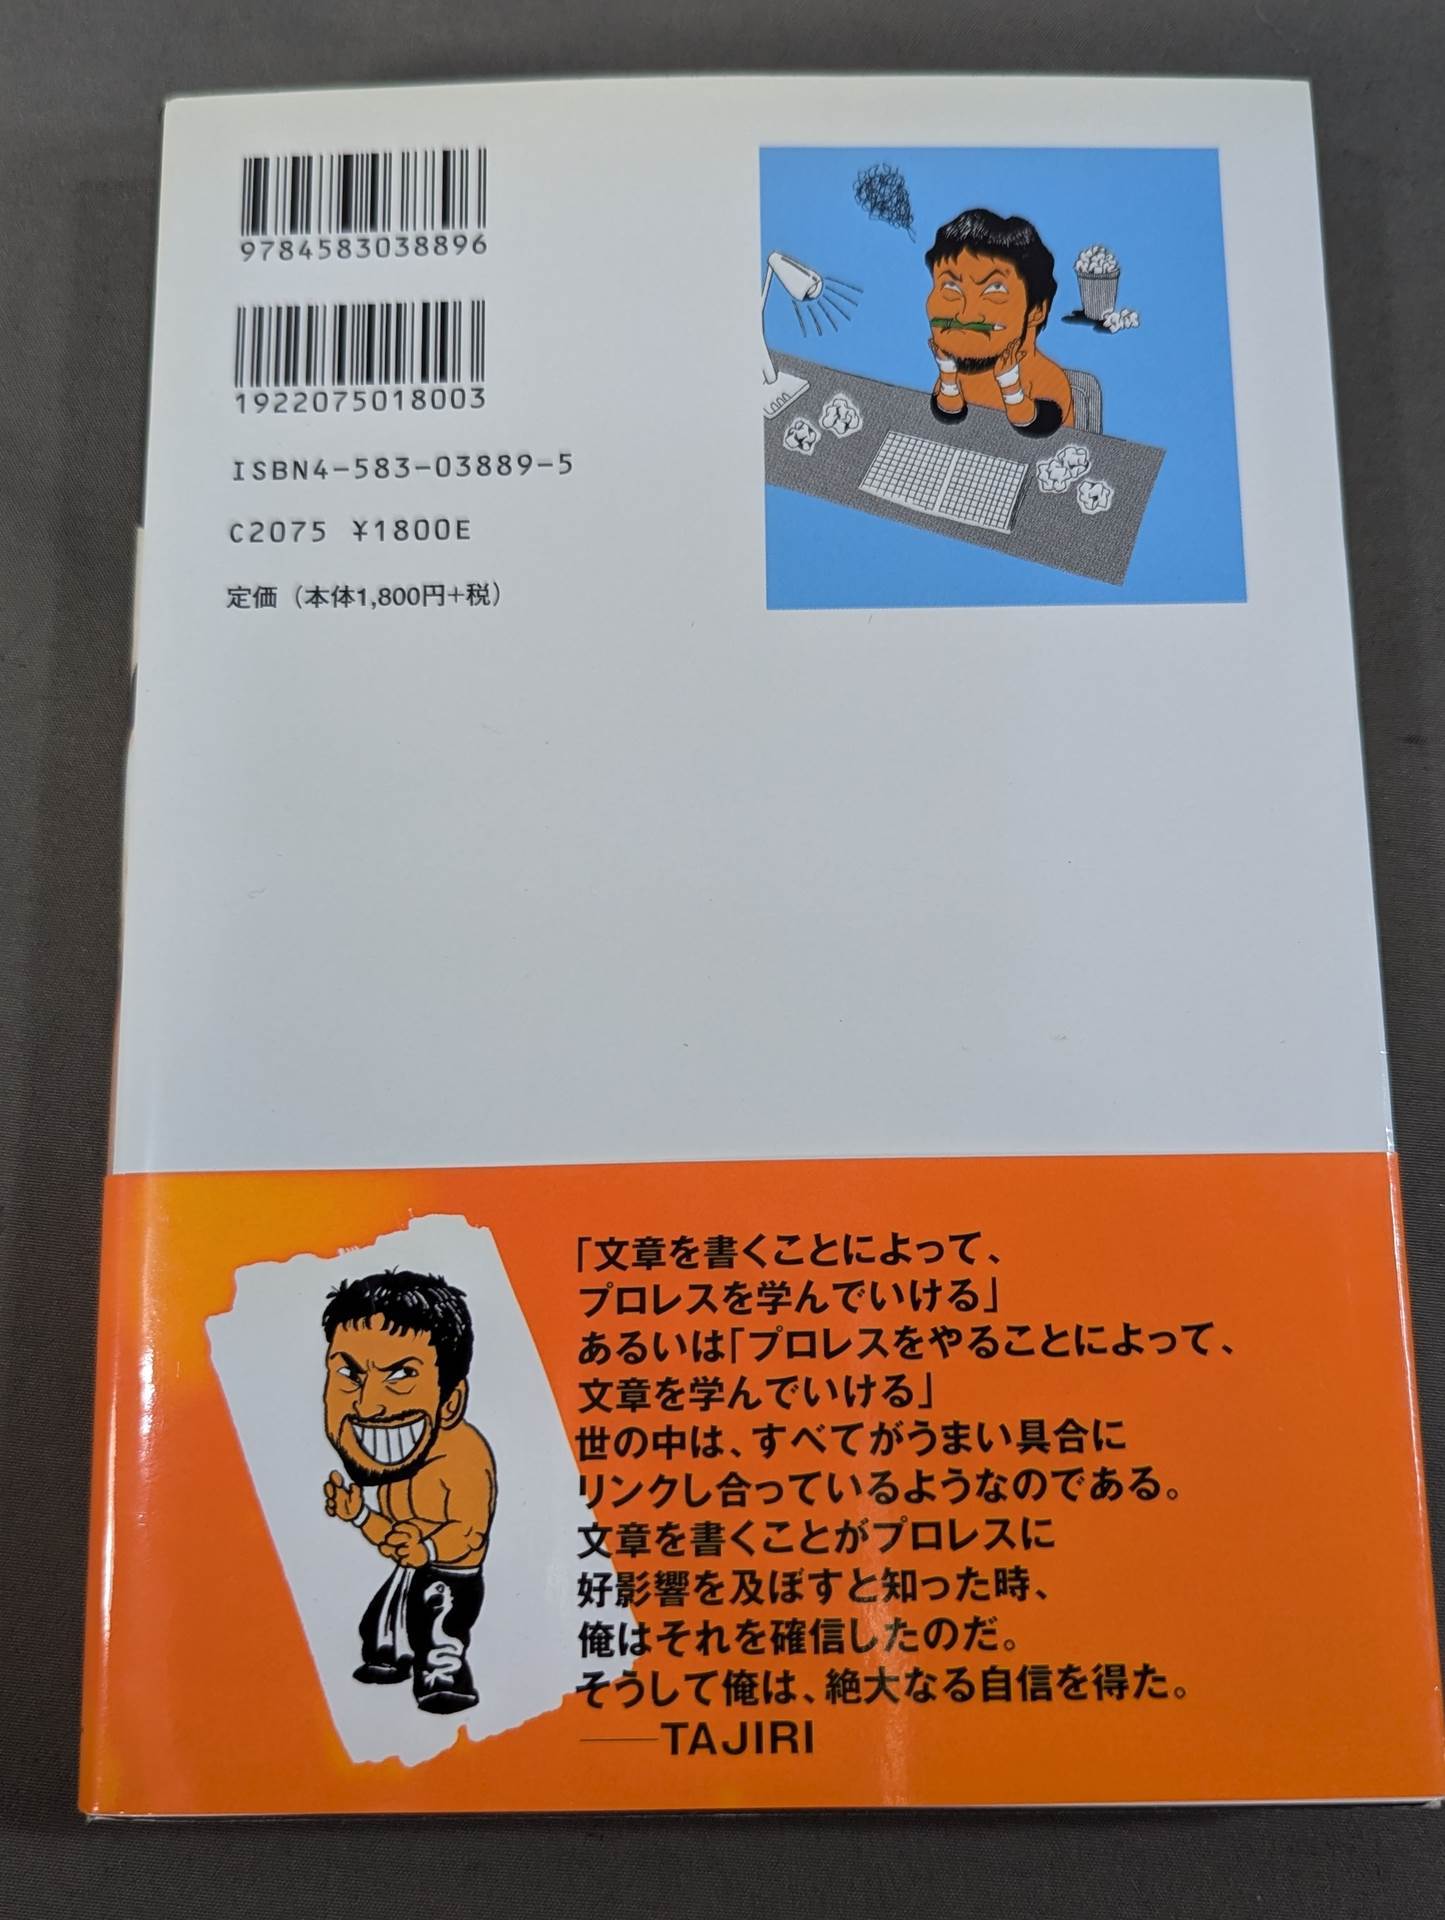 9784583038896
1922075018003
ISBN4-583-03889-5
C2075 ¥1800E
定価（本体1,800円+税）
「文章を書くことによって、
プロレスを学んでいける」
あるいは「プロレスをやることによって、
文章を学んでいける」
世の中は、すべてがうまい具合に
リンクし合っているようなのである。
文章を書くことがプロレスに
好影響を及ぼすと知った時、
俺はそれを確信したのだ。
そうして俺は、絶大なる自信を得た。
——TAJIRI